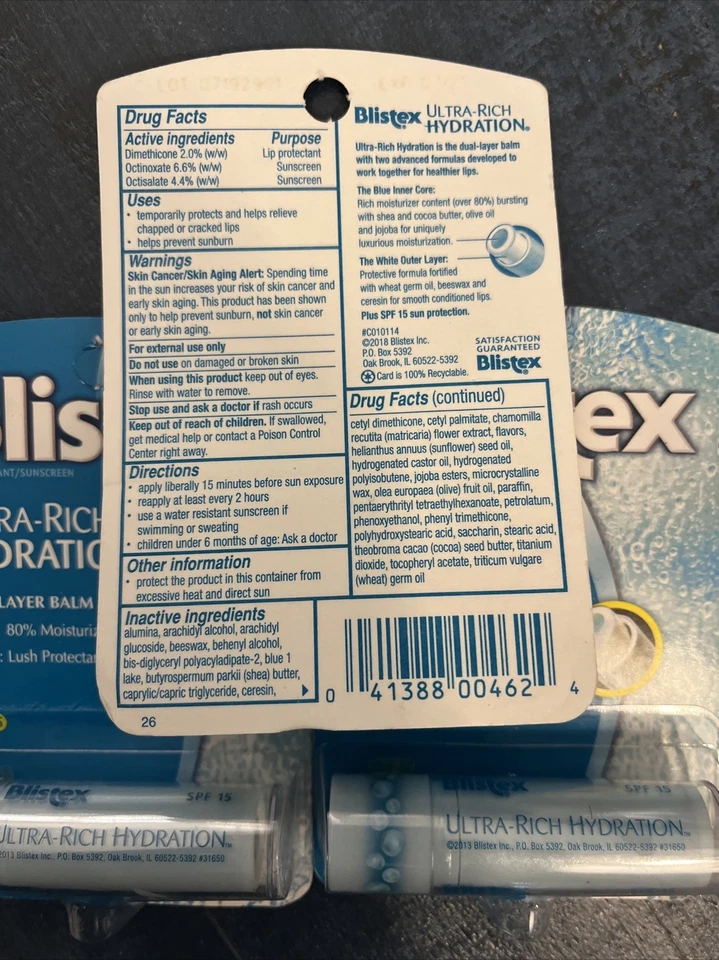 LOT 07192901
Drug Facts
Active ingredients Purpose
Dimethicone 2.0% (w/w) Lip protectant
Octinoxate 6.6% (w/w) Sunscreen
Octisalate 4.4% (w/w) Sunscreen
Uses
• temporarily protects and helps relieve
chapped or cracked lips
• helps prevent sunburn
Warnings
Skin Cancer/Skin Aging Alert: Spending time
in the sun increases your risk of skin cancer and
early skin aging. This product has been shown
only to help prevent sunburn, not skin cancer
or early skin aging.
For external use only
Do not use on damaged or broken skin
When using this product keep out of eyes.
Rinse with water to remove.
Stop use and ask a doctor if rash occurs
Keep out of reach of children. If swallowed,
get medical help or contact a Poison Control
Center right away.
Directions
• apply liberally 15 minutes before sun exposure
• reapply at least every 2 hours
• use a water resistant sunscreen if
swimming or sweating
• children under 6 months of age: Ask a doctor
Other information
• protect the product in this container from
excessive heat and direct sun
Inactive ingredients
alumina, arachidyl alcohol, arachidyl
glucoside, beeswax, behenyl alcohol,
bis-diglyceryl polyacyladipate-2, blue 1
lake, butyrospermum parkii (shea) butter,
caprylic/capric triglyceride, ceresin,
26
Blistex ULTRA-RICH
HYDRATION®
Ultra-Rich Hydration is the dual-layer balm
with two advanced formulas developed to
work together for healthier lips.
The Blue Inner Core:
Rich moisturizer content (over 80%) bursting
with shea and cocoa butter, olive oil
and jojoba for uniquely
luxurious moisturization.
The White Outer Layer:
Protective formula fortified
with wheat germ oil, beeswax and
ceresin for smooth conditioned lips.
Plus SPF 15 sun protection.
#C010114
©2018 Blistex Inc.
P.O. Box 5392
Oak Brook, IL 60522-5392
Card is 100% Recyclable.
SATISFACTION
GUARANTEED
Blistex
Drug Facts (continued)
cetyl dimethicone, cetyl palmitate, chamomilla
recutita (matricaria) flower extract, flavors,
helianthus annuus (sunflower) seed oil,
hydrogenated castor oil, hydrogenated
polyisobutene, jojoba esters, microcrystalline
wax, olea europaea (olive) fruit oil, paraffin,
pentaerythrityl tetraethylhexanoate, petrolatum,
phenoxyethanol, phenyl trimethicone,
polyhydroxystearic acid, saccharin, stearic acid,
theobroma cacao (cocoa) seed butter, titanium
dioxide, tocopheryl acetate, triticum vulgare
(wheat) germ oil
0 41388 00462 4
lis
ANT/SUNSCREEN
RA-RICH
DRATIO
LAYER BALM
80% Moisturiz
: Lush Protectan
ex
Blistex SPF 15
ULTRA-RICH HYDRATION™
2013 Blistex Inc., P.O. Box 5392, Oak Brook, IL 60522-5392 #31650
Blistex SPF 15
ULTRA-RICH HYDRATION™
©2013 Blistex Inc., P.O. Box 5392, Oak Brook, IL 60522-5392 #31650